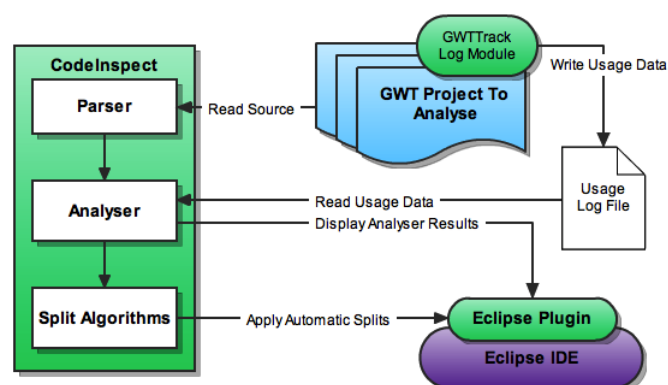 GWTTrack
Log Module
CodeInspect
Write Usage Data
Parser
Read Source
GWT Project To
Analyse
Analyser
Read Usage Data
Usage
Log File
Display Analyser Results
Split Algorithms
Apply Automatic Splits
Eclipse Plugin
Eclipse IDE